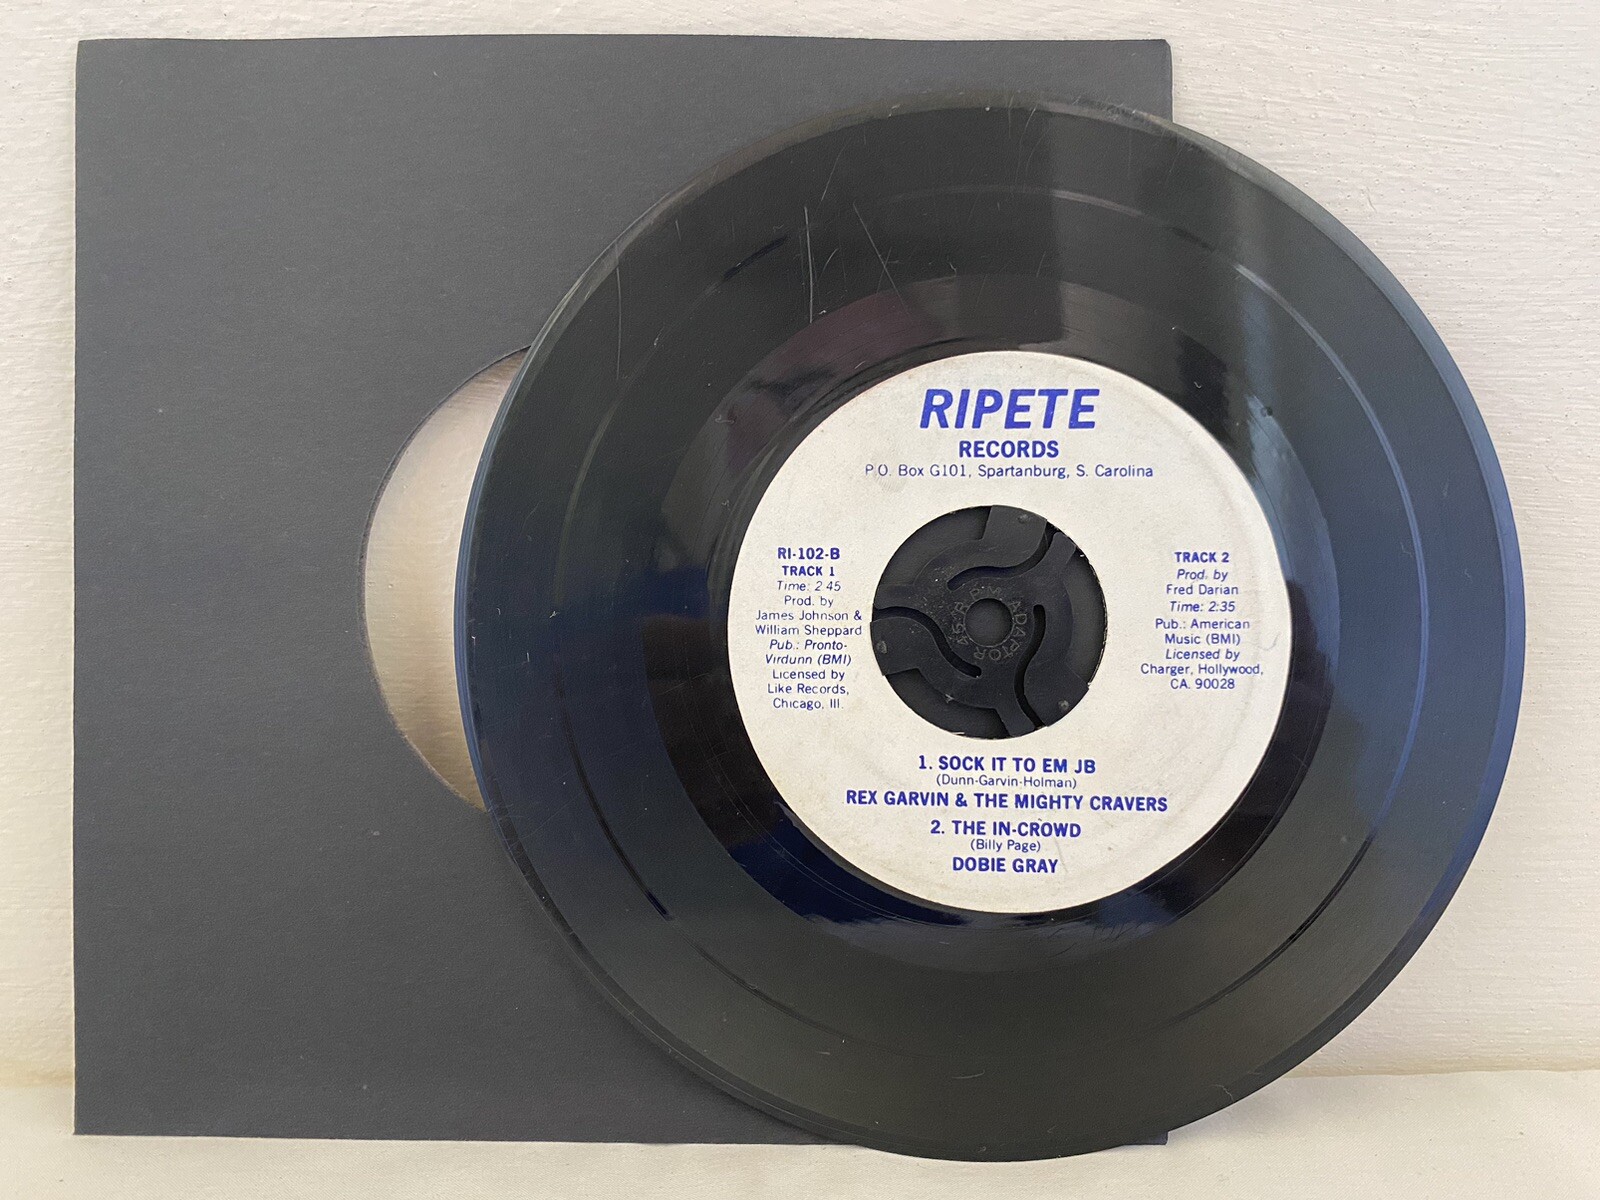 RIPETE
RECORDS
P.O. Box G101, Spartanburg, S. Carolina
RI-102-B
TRACK 1
Time: 2:45
Prod. by
James Johnson &
William Sheppard
Pub.: Pronto-
Virdunn (BMI)
Licensed by
Like Records,
Chicago, Ill.
TRACK 2
Prod. by
Fred Darian
Time: 2:35
Pub.: American
Music (BMI)
Licensed by
Charger, Hollywood,
CA. 90028
45 R.P.M. ADAPTOR
1. SOCK IT TO EM JB
(Dunn-Garvin-Holman)
REX GARVIN & THE MIGHTY CRAVERS
2. THE IN-CROWD
(Billy Page)
DOBIE GRAY